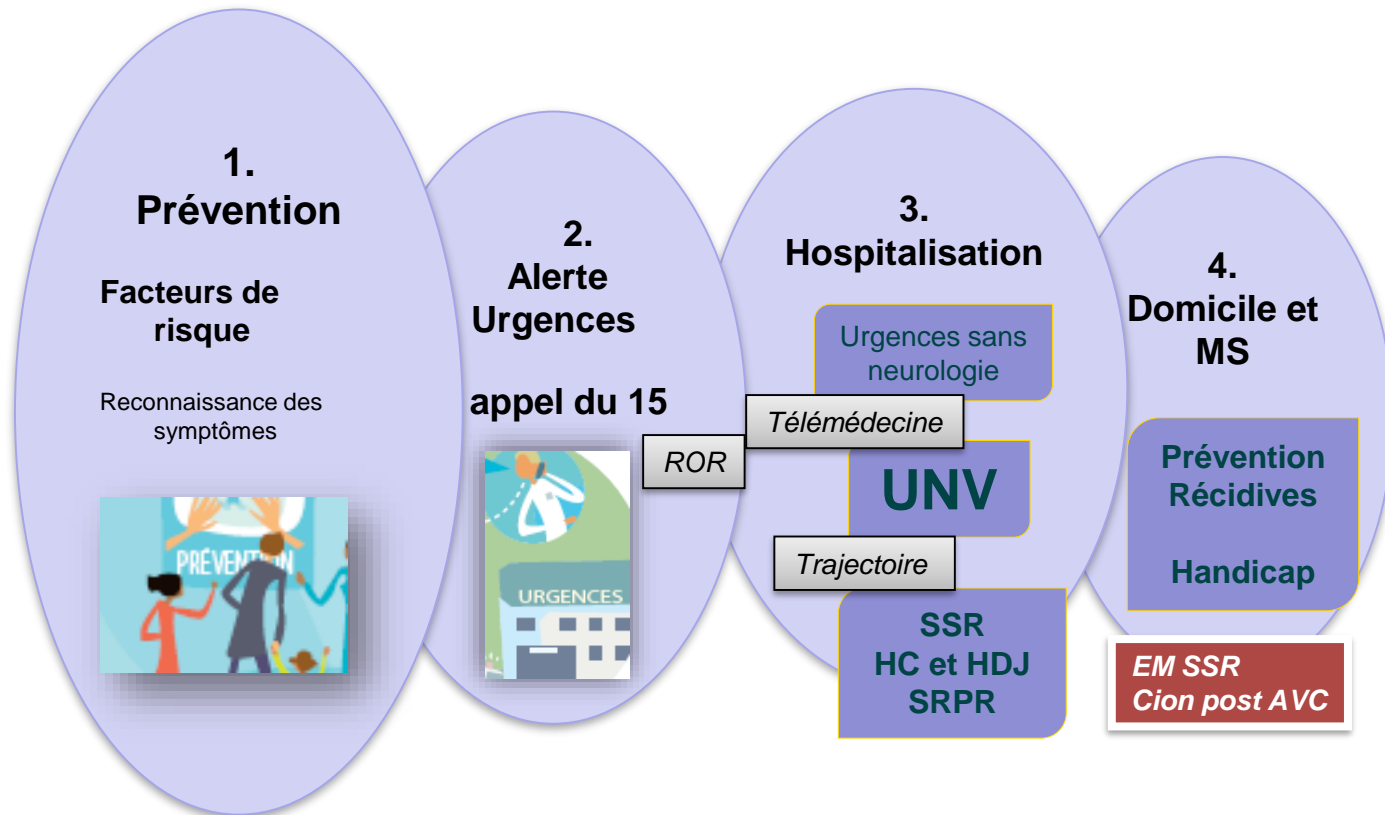 1.
Prévention
Facteurs de
risque
Reconnaissance des
symptômes
PRÉVENTION
2.
Alerte
Urgences
appel du 15
URGENCES
ROR
3.
Hospitalisation
Urgences sans
neurologie
Télémédecine
UNV
Trajectoire
SSR
HC et HDJ
SRPR
4.
Domicile et
MS
Prévention
Récidives
Handicap
EM SSR
Cion post AVC